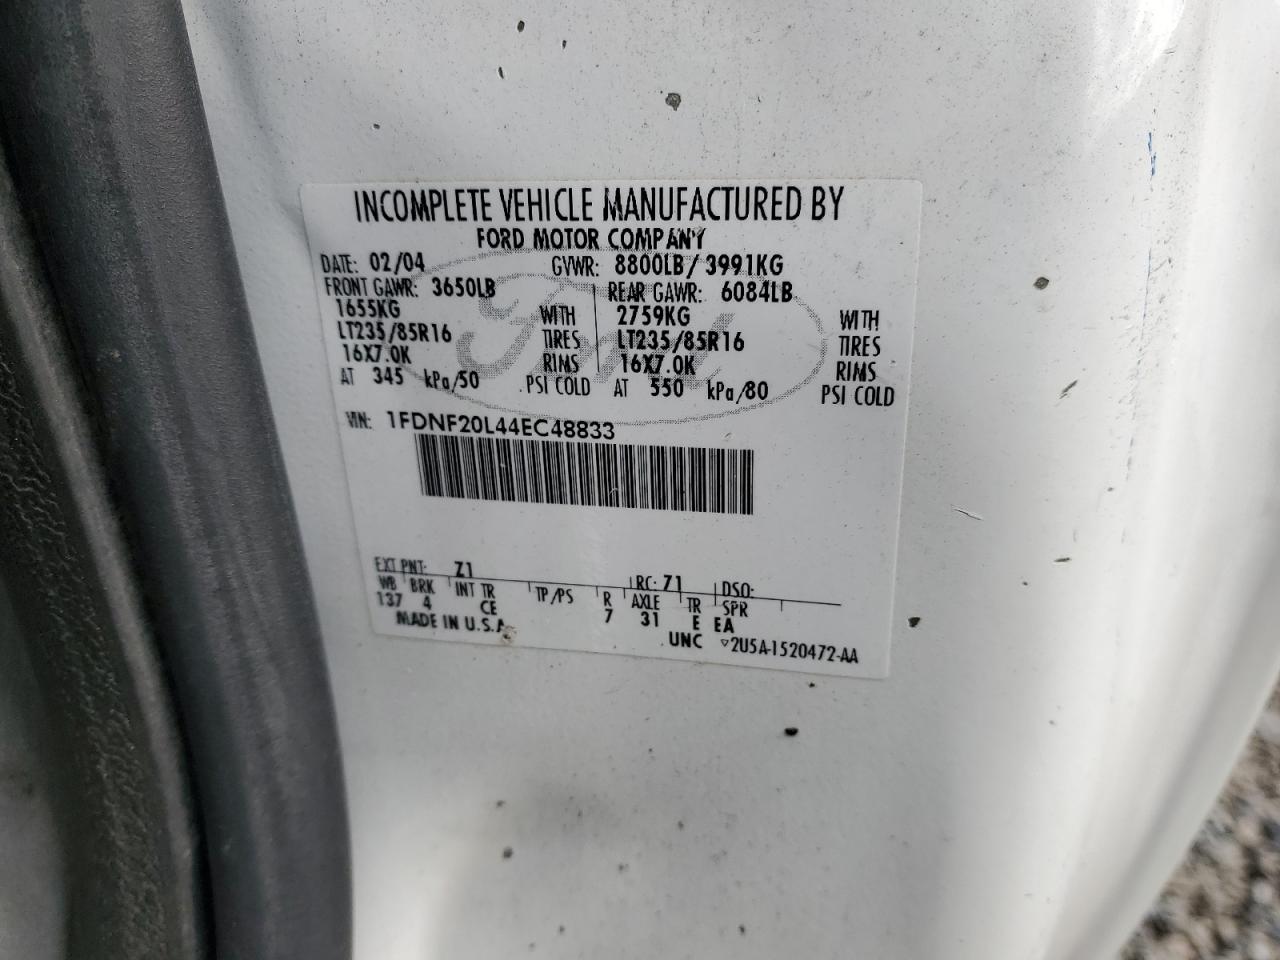 INCOMPLETE VEHICLE MANUFACTURED BY
FORD MOTOR COMPANY
DATE: 02/04 GVWR: 8800LB/3991KG
FRONT GAWR: 3650LB REAR GAWR: 6084LB
1655KG WITH 2759KG WITH
LT235/85R16 TIRES LT235/85R16 TIRES
16X7.0K RIMS 16X7.0K RIMS
AT 345 kPa/50 PSI COLD AT 550 kPa/80 PSI COLD
VIN: 1FDNF20L44EC48833
Ford
EXT PNT: Z1 RC: Z1 DSO:
WB BRK INT TR TP/PS R AXLE TR SPR
137 4 CE 7 31 E EA
MADE IN U.S.A. UNC ▽2U5A-1520472-AA